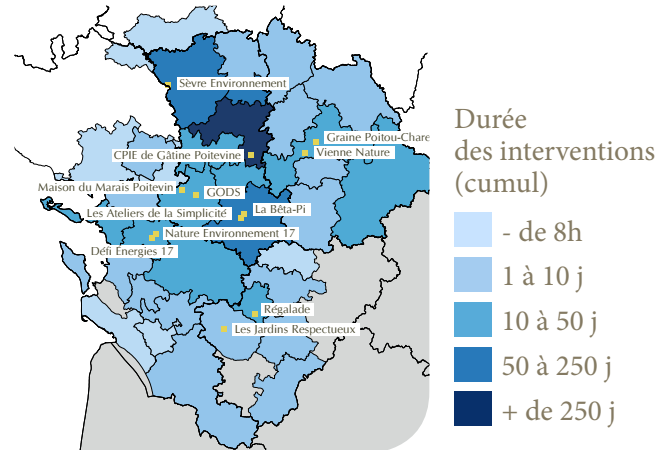 Sèvre Environnement
Graine Poitou-Chare
CPIE de Gâtine Poitevine
Vienne Nature
Maison du Marais Poitevin
GODS
Les Ateliers de la Simplicité
La Bêta-Pi
Nature Environnement 17
Défi Énergies 17
Régalade
Les Jardins Respectueux
Durée
des interventions
(cumul)
- de 8h
1 à 10 j
10 à 50 j
50 à 250 j
+ de 250 j